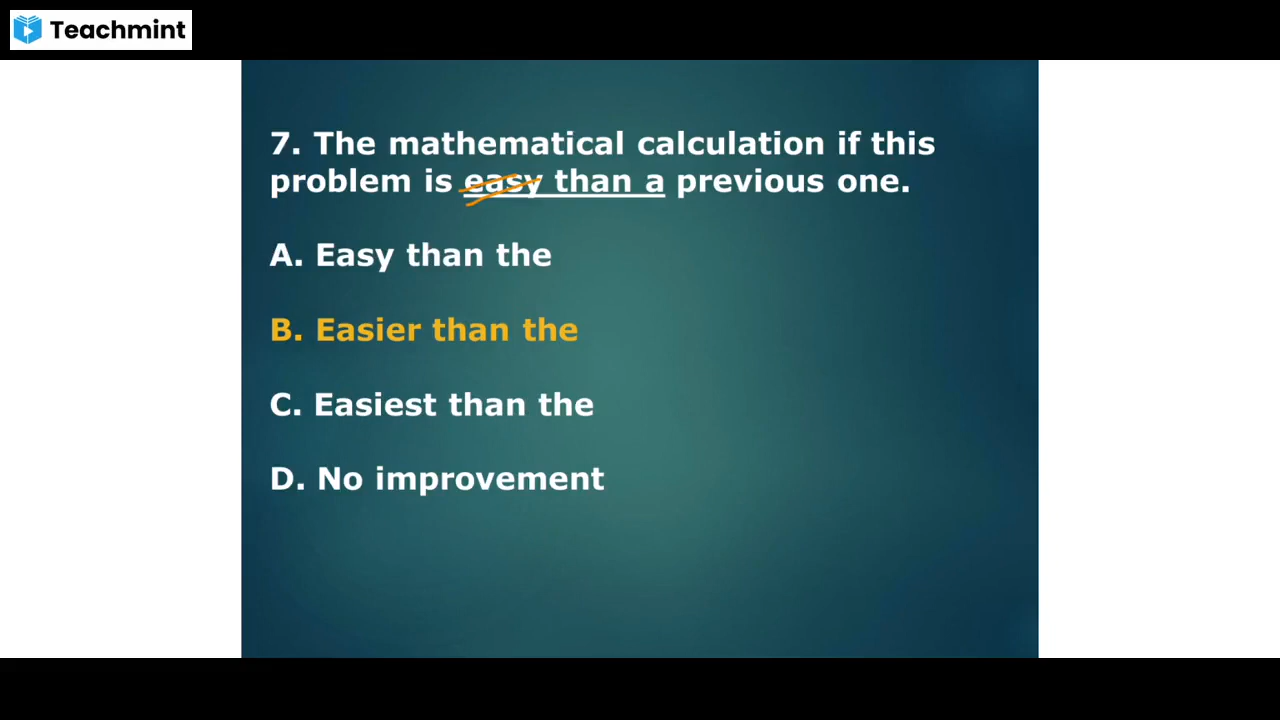 Teachmint
7. The mathematical calculation if this
problem is easy than a previous one.
A. Easy than the
B. Easier than the
C. Easiest than the
D. No improvement